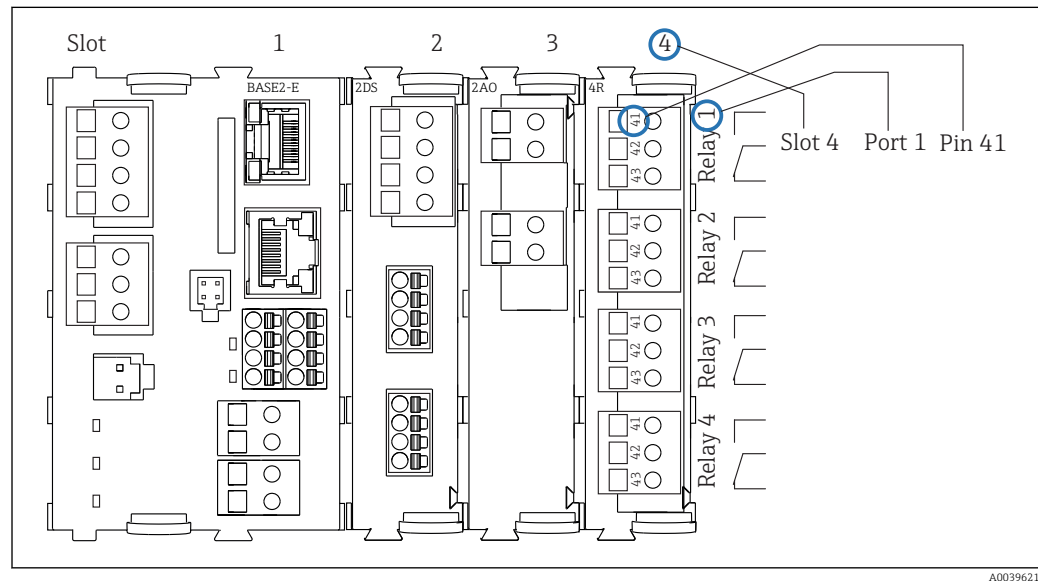 Slot 1 2 3 4
BASE2-E 2DS 2AO 4R
Slot 4 Port 1 Pin 41
41
42
43
Relay 1
41
42
43
Relay 2
41
42
43
Relay 3
41
42
43
Relay 4
A0039621